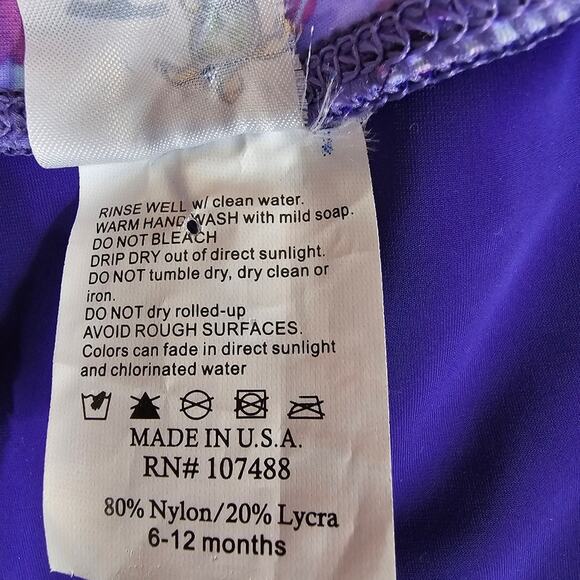 RINSE WELL w/ clean water.
WARM HAND WASH with mild soap.
DO NOT BLEACH
DRIP DRY out of direct sunlight.
DO NOT tumble dry, dry clean or
iron.
DO NOT dry rolled-up
AVOID ROUGH SURFACES.
Colors can fade in direct sunlight
and chlorinated water
MADE IN U.S.A.
RN# 107488
80% Nylon/20% Lycra
6-12 months